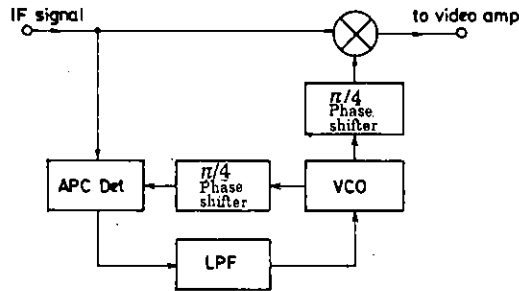 IF signal
to video amp
π/4
Phase
shifter
APC Det
π/4
Phase
shifter
VCO
LPF